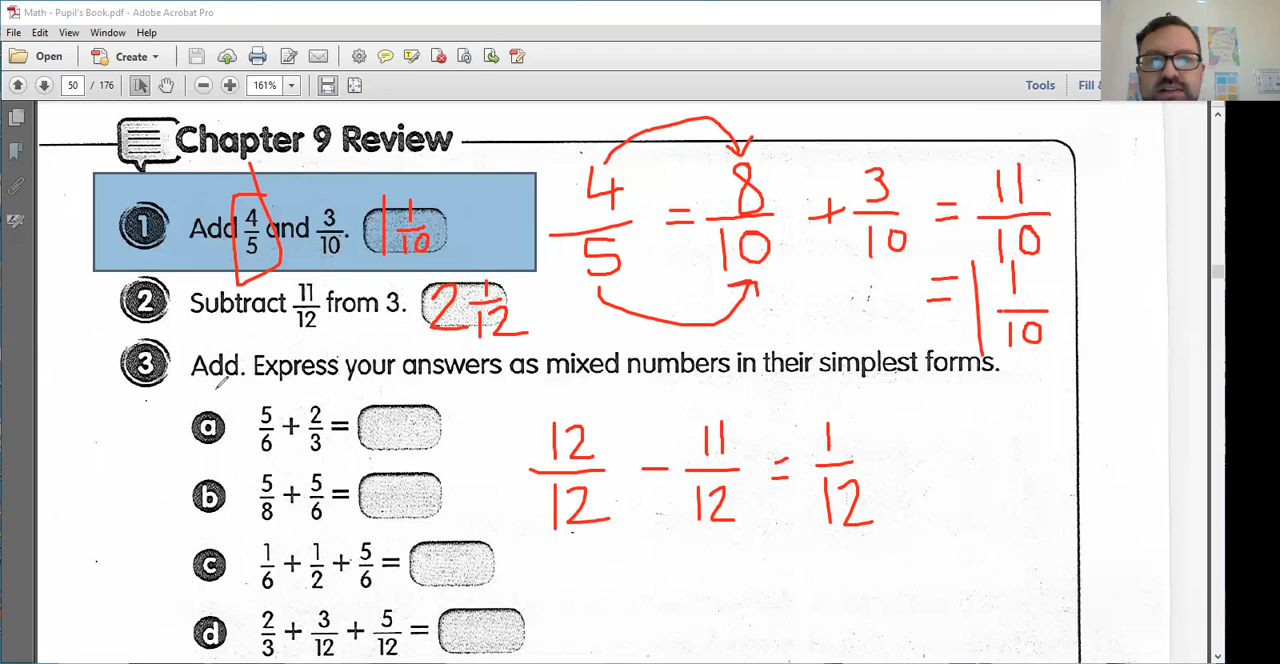 Math - Pupil's Book.pdf - Adobe Acrobat Pro
File Edit View Window Help
Open Create
50 / 176 161% Tools Fill &
Chapter 9 Review
1 Add 4/5 and 3/10. 1 1/10
4/5 = 8/10 + 3/10 = 11/10
= 1 1/10
2 Subtract 11/12 from 3. 2 1/12
3 Add. Express your answers as mixed numbers in their simplest forms.
a 5/6 + 2/3 =
12/12 - 11/12 = 1/12
b 5/8 + 5/6 =
c 1/6 + 1/2 + 5/6 =
d 2/3 + 3/12 + 5/12 =